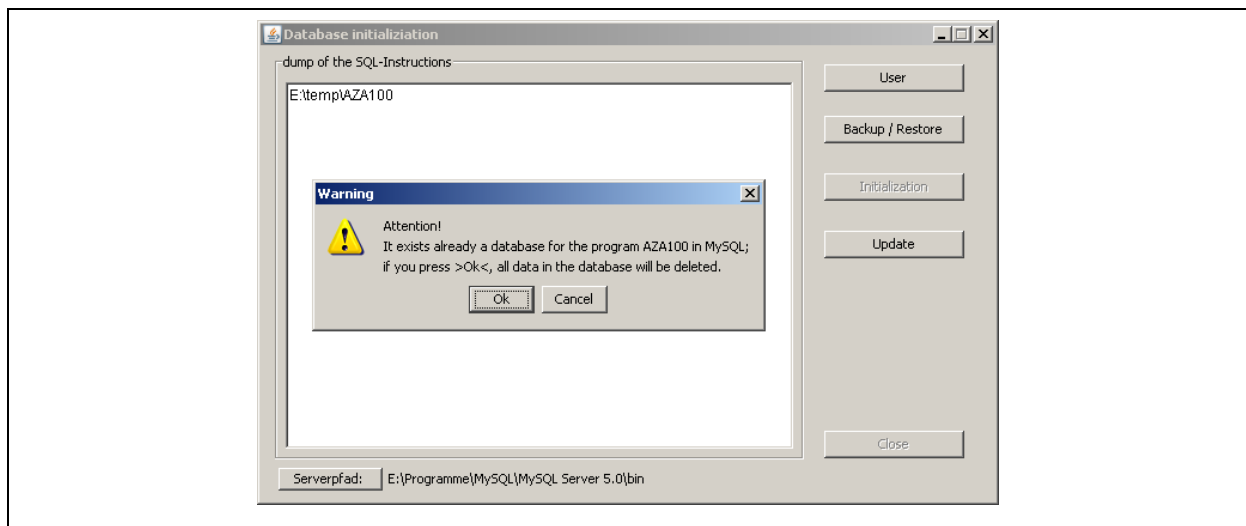 Database initializiation
dump of the SQL-Instructions
E:\temp\AZA100
User
Backup / Restore
Initialization
Update
Close
Warning
Attention!
It exists already a database for the program AZA100 in MySQL;
if you press >Ok<, all data in the database will be deleted.
Ok
Cancel
Serverpfad:
E:\Programme\MySQL\MySQL Server 5.0\bin